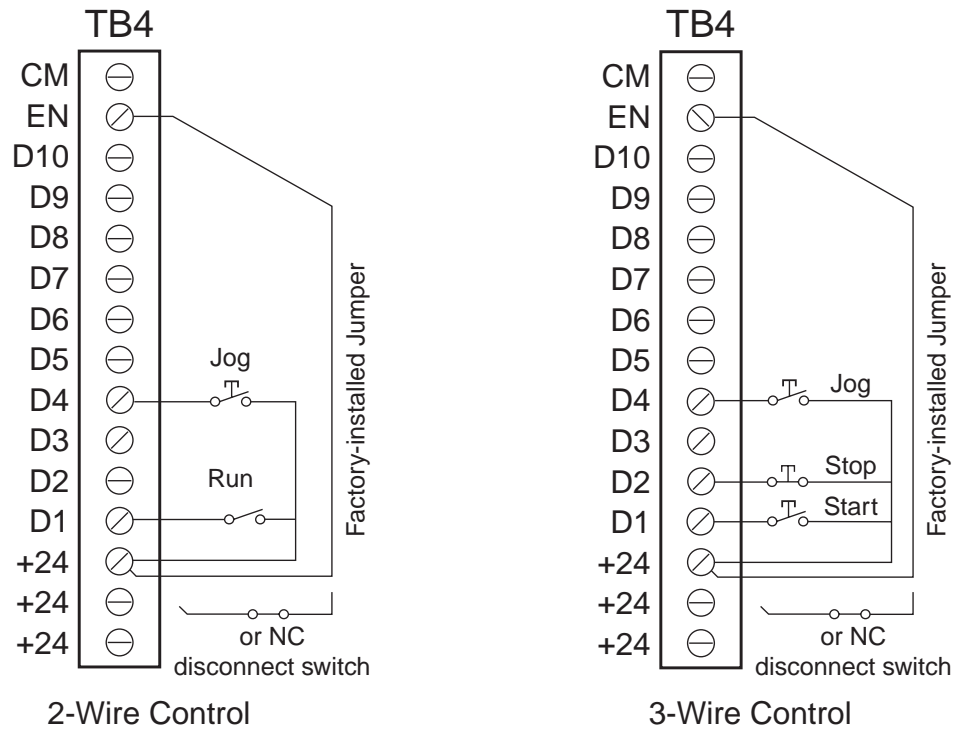 TB4
CM
EN
D10
D9
D8
D7
D6
D5
D4
D3
D2
D1
+24
+24
+24
Jog
Run
Factory-installed Jumper
or NC
disconnect switch
2-Wire Control
TB4
CM
EN
D10
D9
D8
D7
D6
D5
D4
D3
D2
D1
+24
+24
+24
Jog
Stop
Start
Factory-installed Jumper
or NC
disconnect switch
3-Wire Control